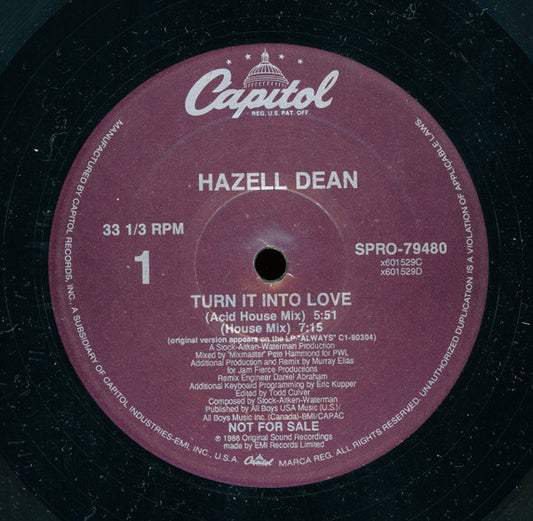 Capitol
REG. U.S. PAT. OFF.
HAZELL DEAN
33 1/3 RPM
1
SPRO-79480
x601529C
x601529D
TURN IT INTO LOVE
(Acid House Mix) 5:51
(House Mix) 7:15
(original version appears on the LP "ALWAYS" C1-90304)
A Stock-Aitken-Waterman Production
Mixed by "Mixmaster" Pete Hammond for PWL
Additional Production and Remix by Murray Elias
for Jam Fierce Productions
Remix Engineer Daniel Abraham
Additional Keyboard Programming by Eric Kupper
Edited by Todd Culver
Composed by Stock-Aitken-Waterman
Published by All Boys USA Music (U.S.)
All Boys Music Inc. (Canada)-BMI/CAPAC
NOT FOR SALE
℗ 1988 Original Sound Recordings
made by EMI Records Limited
MANUFACTURED BY CAPITOL RECORDS, INC., A SUBSIDIARY OF CAPITOL INDUSTRIES-EMI, INC., U.S.A. Capitol MARCA REG. ALL RIGHTS RESERVED. UNAUTHORIZED DUPLICATION IS A VIOLATION OF APPLICABLE LAWS.